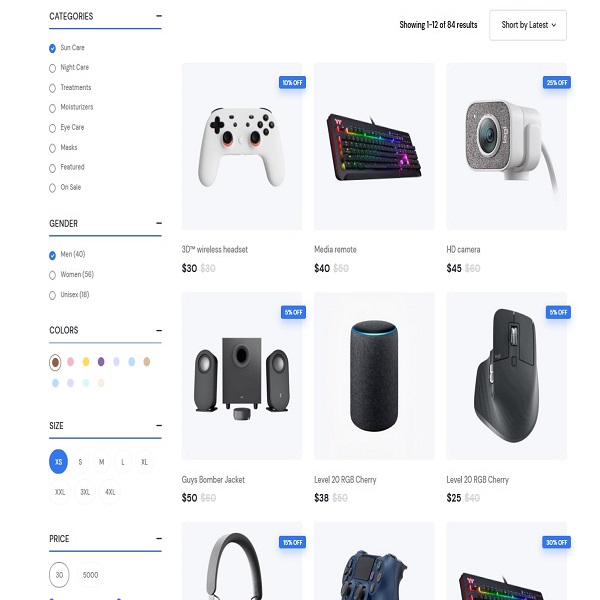 CATEGORIES
Sun Care
Night Care
Treatments
Moisturizers
Eye Care
Masks
Featured
On Sale
GENDER
Men (40)
Women (56)
Unisex (18)
COLORS
SIZE
XS S M L XL
XXL 3XL 4XL
PRICE
30 5000
Showing 1-12 of 84 results
Short by Latest
10% OFF
3D™ wireless headset
$30 $30
Media remote
$40 $50
25% OFF
logi
HD camera
$45 $60
5% OFF
Guys Bomber Jacket
$50 $60
Level 20 RGB Cherry
$38 $50
5% OFF
Level 20 RGB Cherry
$25 $40
15% OFF
30% OFF